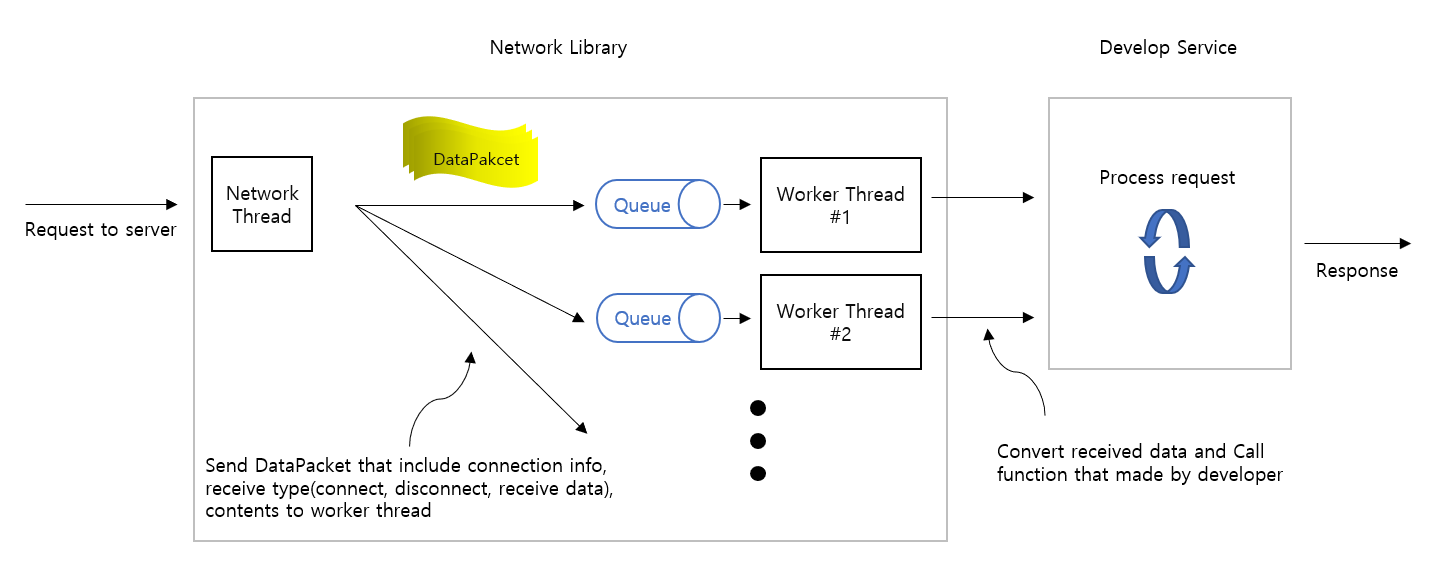 Network Library
Develop Service
DataPakcet
Network
Thread
Queue
Worker Thread
#1
Process request
Request to server
Queue
Worker Thread
#2
Response
Send DataPacket that include connection info,
receive type(connect, disconnect, receive data),
contents to worker thread
Convert received data and Call
function that made by developer